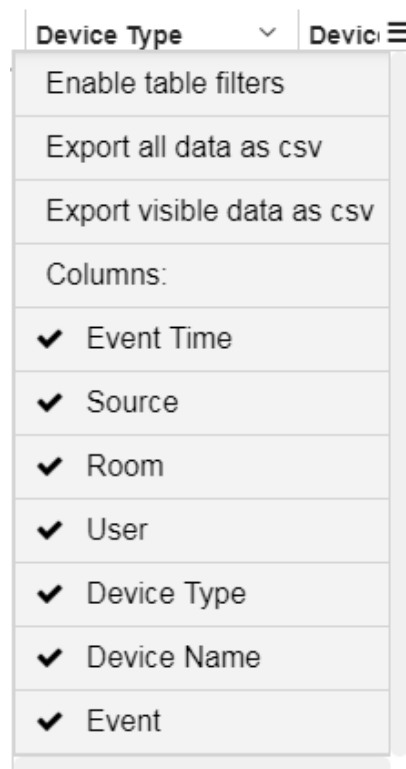 Device Type Devic
Enable table filters
Export all data as csv
Export visible data as csv
Columns:
Event Time
Source
Room
User
Device Type
Device Name
Event